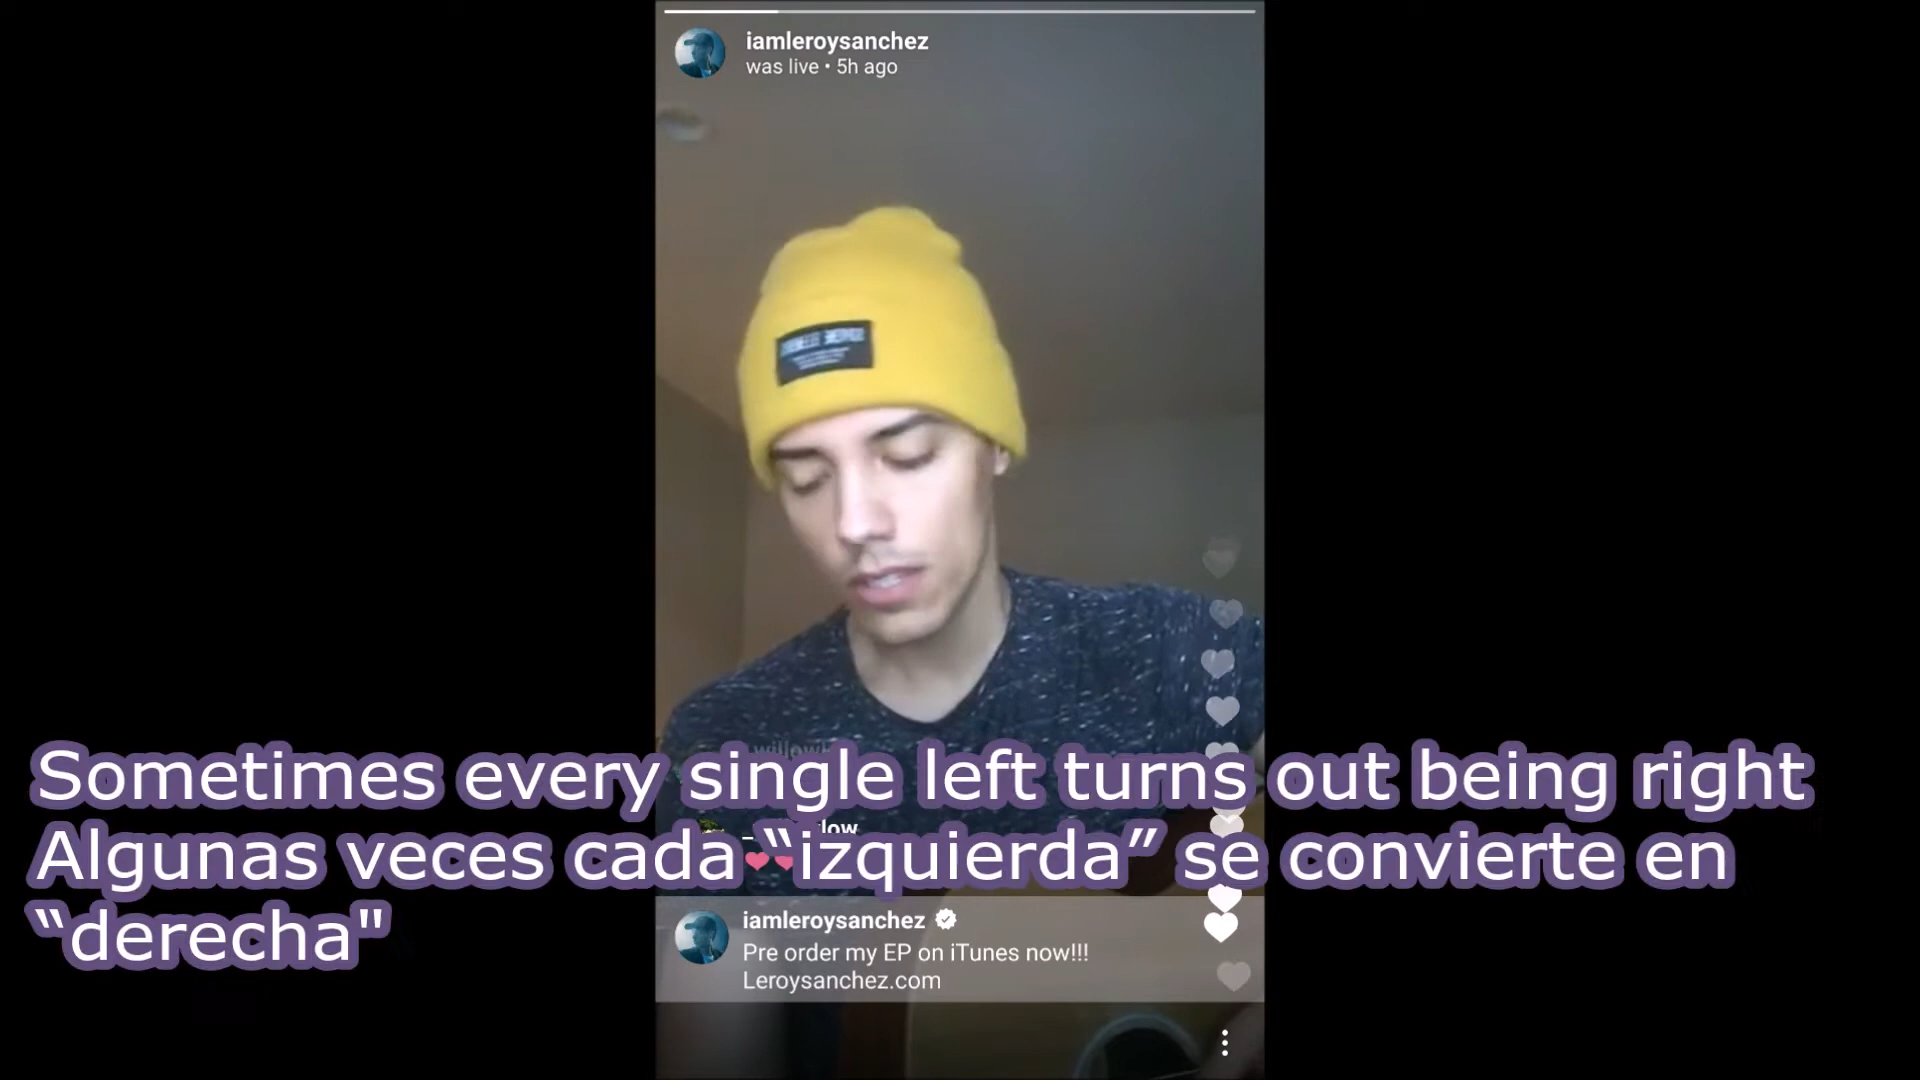 iamleroysanchez
was live • 5h ago
Sometimes every single left turns out being right
Algunas veces cada “izquierda” se convierte en
“derecha"
iamleroysanchez
Pre order my EP on iTunes now!!!
Leroysanchez.com